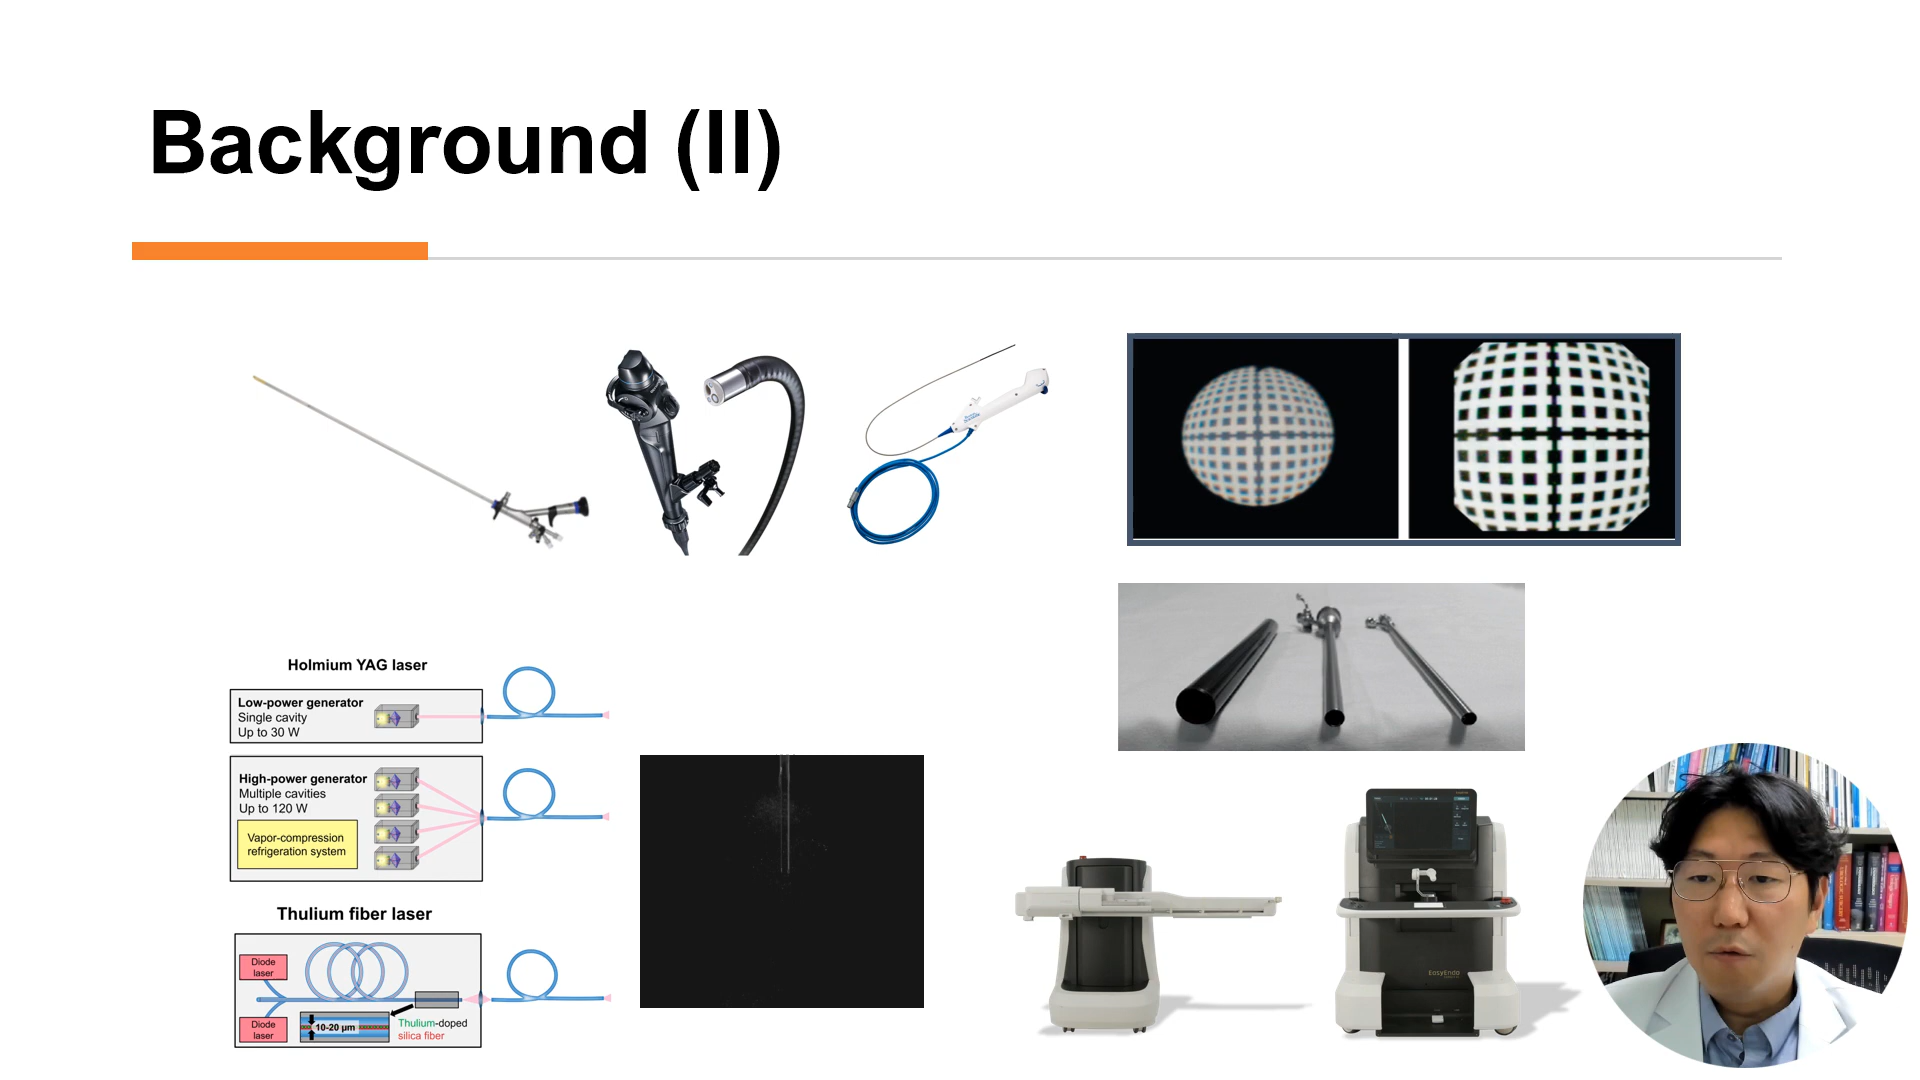 Background (II)
Holmium YAG laser
Low-power generator
Single cavity
Up to 30 W
High-power generator
Multiple cavities
Up to 120 W
Vapor-compression
refrigeration system
Thulium fiber laser
Diode
laser
Diode
laser
10-20 µm
Thulium-doped
silica fiber
EasyEndo